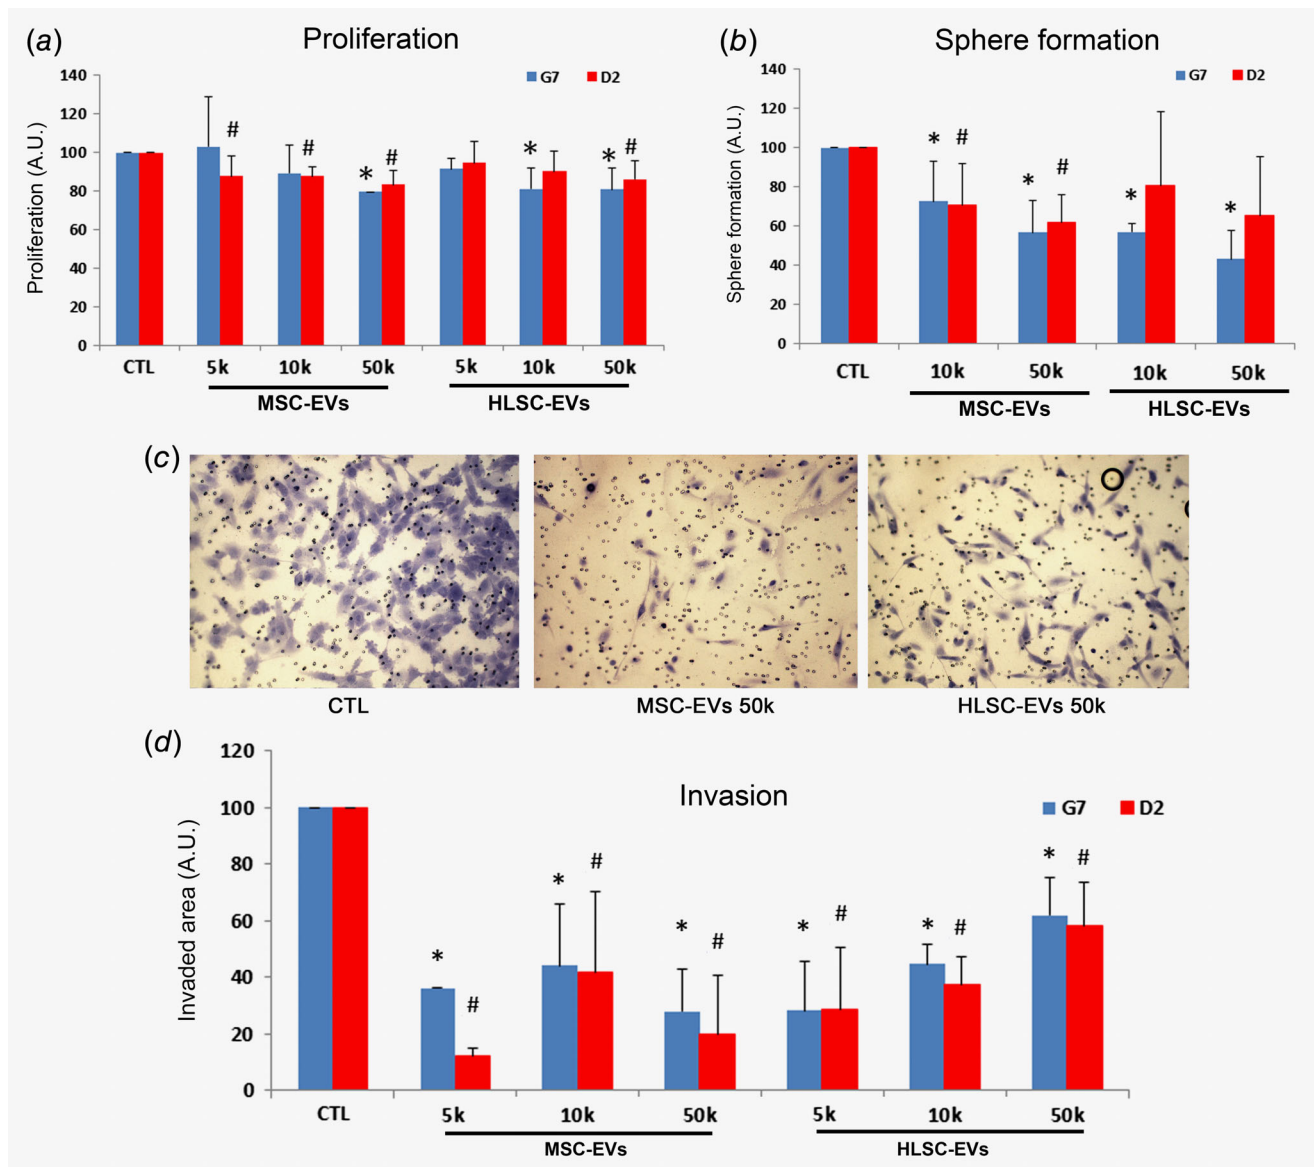 (a)
Proliferation
140
120
100
80
60
40
20
0
Proliferation (A.U.)
G7 D2
#
#
*
#
*
*
#
CTL 5k 10k 50k 5k 10k 50k
MSC-EVs HLSC-EVs
(b)
Sphere formation
140
120
100
80
60
40
20
0
Sphere formation (A.U.)
G7 D2
* #
* #
*
*
CTL 10k 50k 10k 50k
MSC-EVs HLSC-EVs
(c)
CTL MSC-EVs 50k HLSC-EVs 50k
(d)
Invasion
120
100
80
60
40
20
0
Invaded area (A.U.)
G7 D2
* #
* #
* #
* #
* #
* #
CTL 5k 10k 50k 5k 10k 50k
MSC-EVs HLSC-EVs